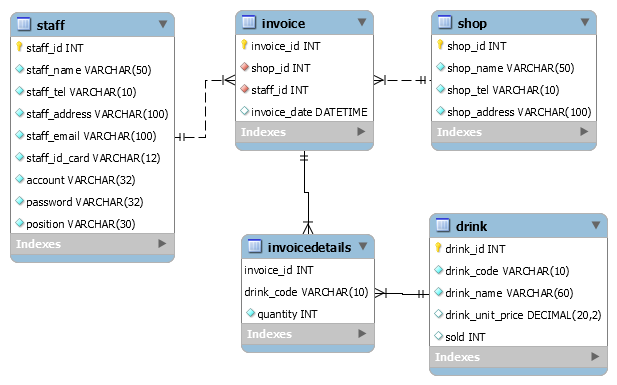 staff
staff_id INT
staff_name VARCHAR(50)
staff_tel VARCHAR(10)
staff_address VARCHAR(100)
staff_email VARCHAR(100)
staff_id_card VARCHAR(12)
account VARCHAR(32)
password VARCHAR(32)
position VARCHAR(30)
Indexes
invoice
invoice_id INT
shop_id INT
staff_id INT
invoice_date DATETIME
Indexes
shop
shop_id INT
shop_name VARCHAR(50)
shop_tel VARCHAR(10)
shop_address VARCHAR(100)
Indexes
invoicedetails
invoice_id INT
drink_code VARCHAR(10)
quantity INT
Indexes
drink
drink_id INT
drink_code VARCHAR(10)
drink_name VARCHAR(60)
drink_unit_price DECIMAL(20,2)
sold INT
Indexes